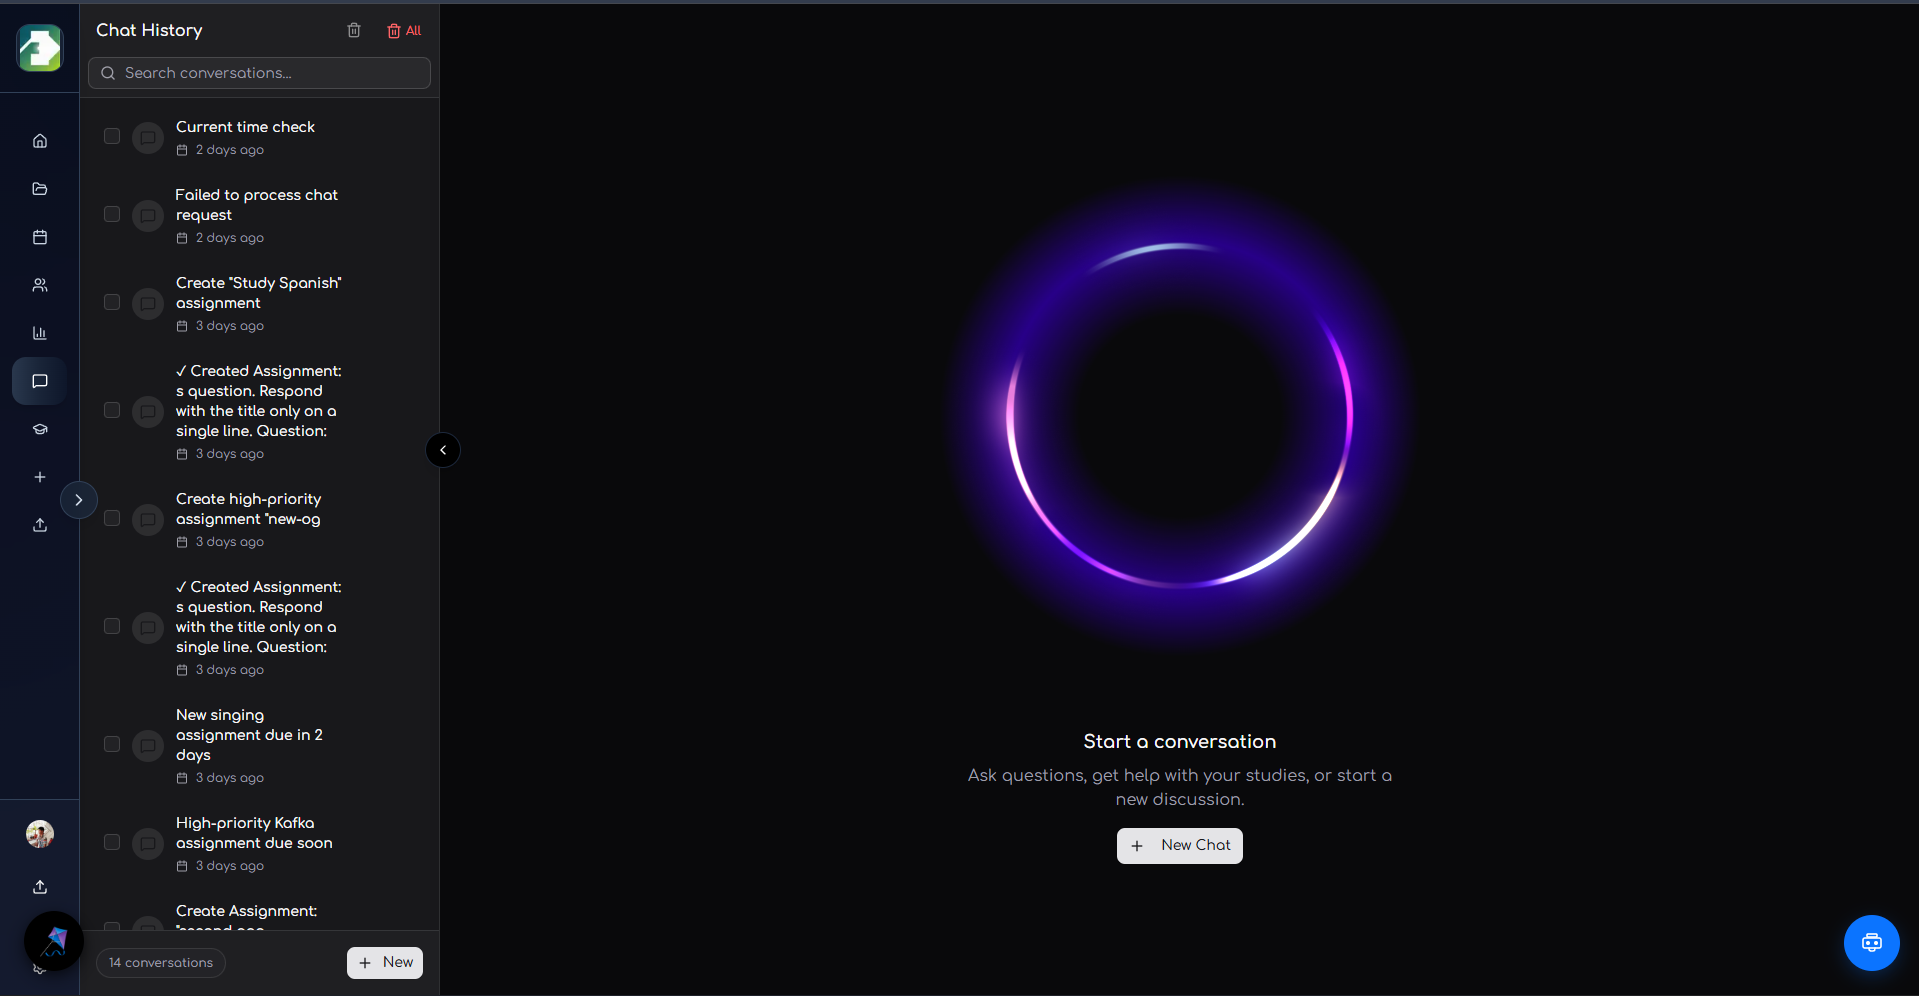 Chat History
All
Search conversations...
Current time check
2 days ago
Failed to process chat
request
2 days ago
Create "Study Spanish"
assignment
3 days ago
✓ Created Assignment:
s question. Respond
with the title only on a
single line. Question:
3 days ago
Create high-priority
assignment "new-og
3 days ago
✓ Created Assignment:
s question. Respond
with the title only on a
single line. Question:
3 days ago
New singing
assignment due in 2
days
3 days ago
High-priority Kafka
assignment due soon
3 days ago
Create Assignment:
14 conversations
New
Start a conversation
Ask questions, get help with your studies, or start a
new discussion.
New Chat